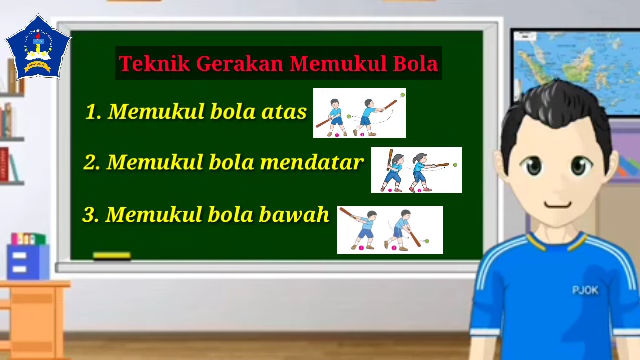 Teknik Gerakan Memukul Bola
1. Memukul bola atas
2. Memukul bola mendatar
3. Memukul bola bawah
PJOK